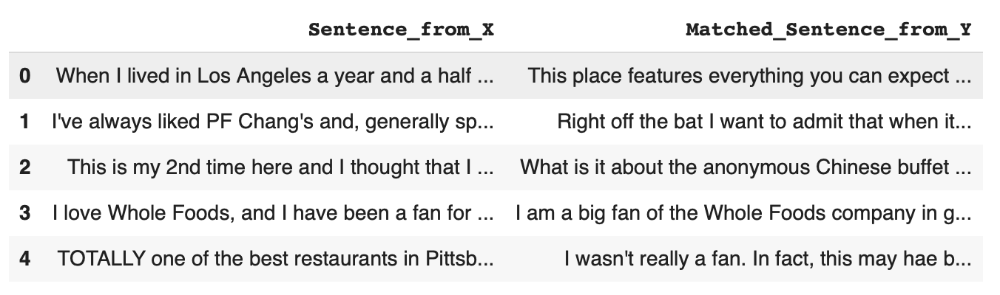 Sentence_from_X Matched_Sentence_from_Y
0 When I lived in Los Angeles a year and a half ... This place features everything you can expect ...
1 I've always liked PF Chang's and, generally sp... Right off the bat I want to admit that when it...
2 This is my 2nd time here and I thought that I ... What is it about the anonymous Chinese buffet ...
3 I love Whole Foods, and I have been a fan for ... I am a big fan of the Whole Foods company in g...
4 TOTALLY one of the best restaurants in Pittsb... I wasn't really a fan. In fact, this may hae b...